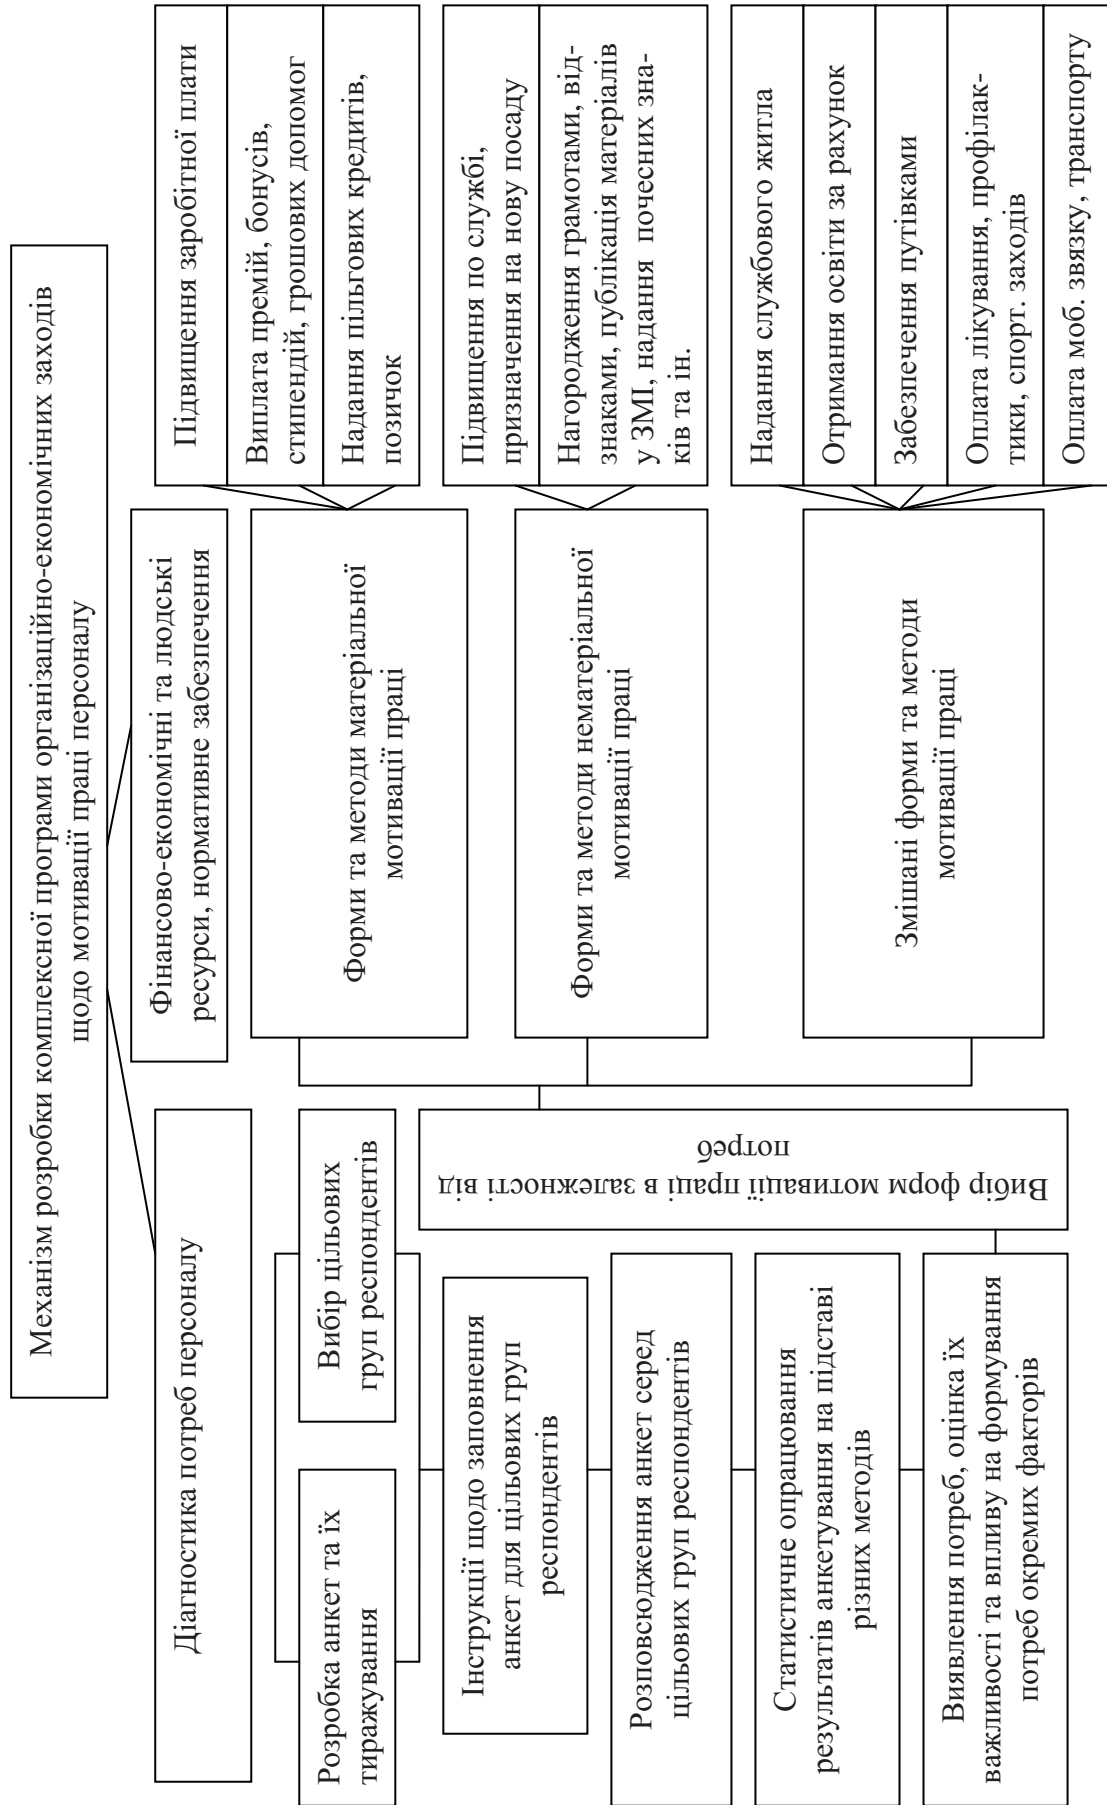 Механізм розробки комплексної програми організаційно-економічних заходів
щодо мотивації праці персоналу
Діагностика потреб персоналу
Фінансово-економічні та людські
ресурси, нормативне забезпечення
Розробка анкет та їх
тиражування
Вибір цільових
груп респондентів
Інструкції щодо заповнення
анкет для цільових груп
респондентів
Розповсюдження анкет серед
цільових груп респондентів
Статистичне опрацювання
результатів анкетування на підставі
різних методів
Виявлення потреб, оцінка їх
важливості та впливу на формування
потреб окремих факторів
Вибір форм мотивації праці в залежності від
потреб
Форми та методи матеріальної
мотивації праці
Підвищення заробітної плати
Виплата премій, бонусів,
стипендій, грошових допомог
Надання пільгових кредитів,
позичок
Форми та методи нематеріальної
мотивації праці
Підвищення по службі,
призначення на нову посаду
Нагородження грамотами, від-
знаками, публікація матеріалів
у ЗМІ, надання почесних зна-
ків та ін.
Змішані форми та методи
мотивації праці
Надання службового житла
Отримання освіти за рахунок
Забезпечення путівками
Оплата лікування, профілак-
тики, спорт. заходів
Оплата моб. звязку, транспорту